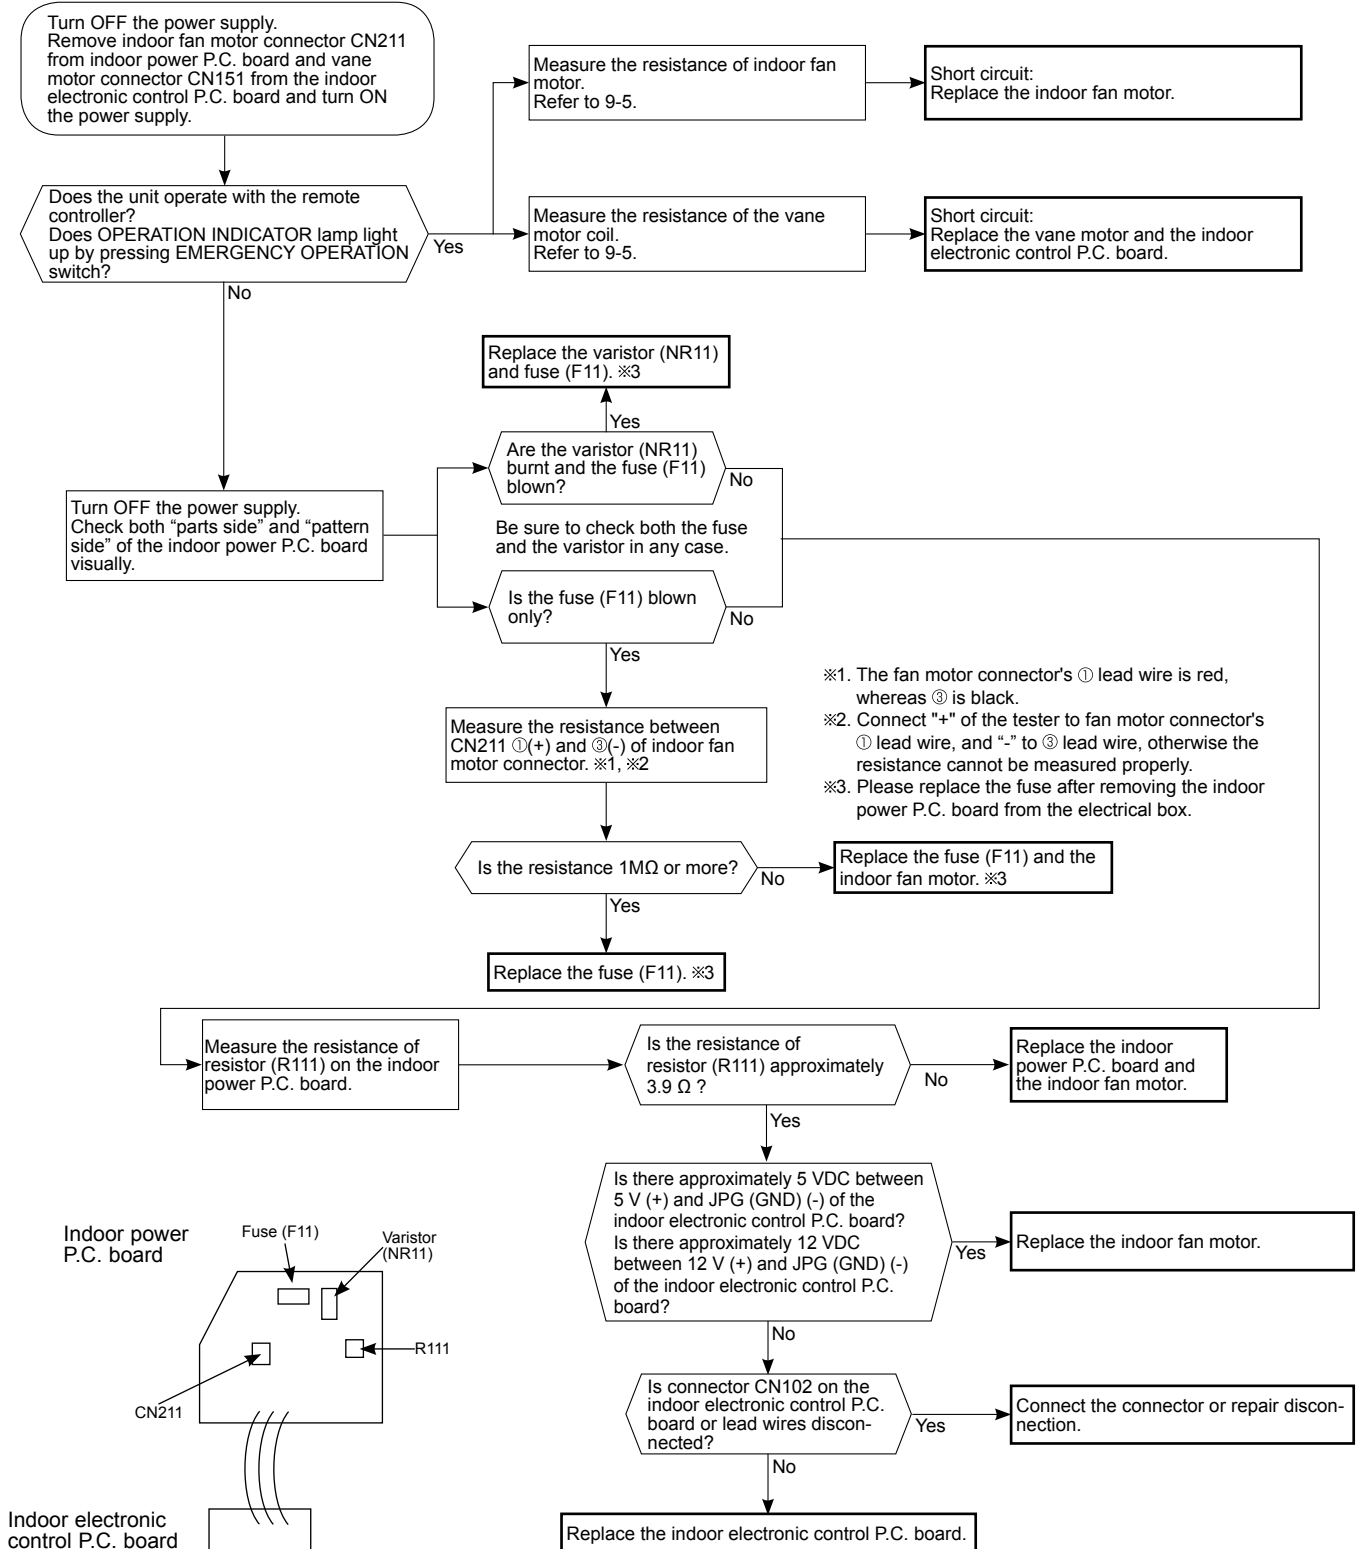 Turn OFF the power supply.
Remove indoor fan motor connector CN211
from indoor power P.C. board and vane
motor connector CN151 from the indoor
electronic control P.C. board and turn ON
the power supply.
Measure the resistance of indoor fan
motor.
Refer to 9-5.
Short circuit:
Replace the indoor fan motor.
Does the unit operate with the remote
controller?
Does OPERATION INDICATOR lamp light
up by pressing EMERGENCY OPERATION
switch?
Yes
Measure the resistance of the vane
motor coil.
Refer to 9-5.
Short circuit:
Replace the vane motor and the indoor
electronic control P.C. board.
No
Replace the varistor (NR11)
and fuse (F11). ※3
Yes
Are the varistor (NR11)
burnt and the fuse (F11)
blown?
No
Turn OFF the power supply.
Check both “parts side” and “pattern
side” of the indoor power P.C. board
visually.
Be sure to check both the fuse
and the varistor in any case.
Is the fuse (F11) blown
only?
No
Yes
※1. The fan motor connector's ① lead wire is red,
whereas ③ is black.
※2. Connect "+" of the tester to fan motor connector's
① lead wire, and “-” to ③ lead wire, otherwise the
resistance cannot be measured properly.
※3. Please replace the fuse after removing the indoor
power P.C. board from the electrical box.
Measure the resistance between
CN211 ①(+) and ③(-) of indoor fan
motor connector. ※1, ※2
Is the resistance 1MΩ or more?
No
Replace the fuse (F11) and the
indoor fan motor. ※3
Yes
Replace the fuse (F11). ※3
Measure the resistance of
resistor (R111) on the indoor
power P.C. board.
Is the resistance of
resistor (R111) approximately
3.9 Ω ?
No
Replace the indoor
power P.C. board and
the indoor fan motor.
Yes
Is there approximately 5 VDC between
5 V (+) and JPG (GND) (-) of the
indoor electronic control P.C. board?
Is there approximately 12 VDC
between 12 V (+) and JPG (GND) (-)
of the indoor electronic control P.C.
board?
Yes
Replace the indoor fan motor.
No
Is connector CN102 on the
indoor electronic control P.C.
board or lead wires discon-
nected?
Yes
Connect the connector or repair discon-
nection.
No
Replace the indoor electronic control P.C. board.
Indoor power
P.C. board
Fuse (F11)
Varistor
(NR11)
R111
CN211
Indoor electronic
control P.C. board